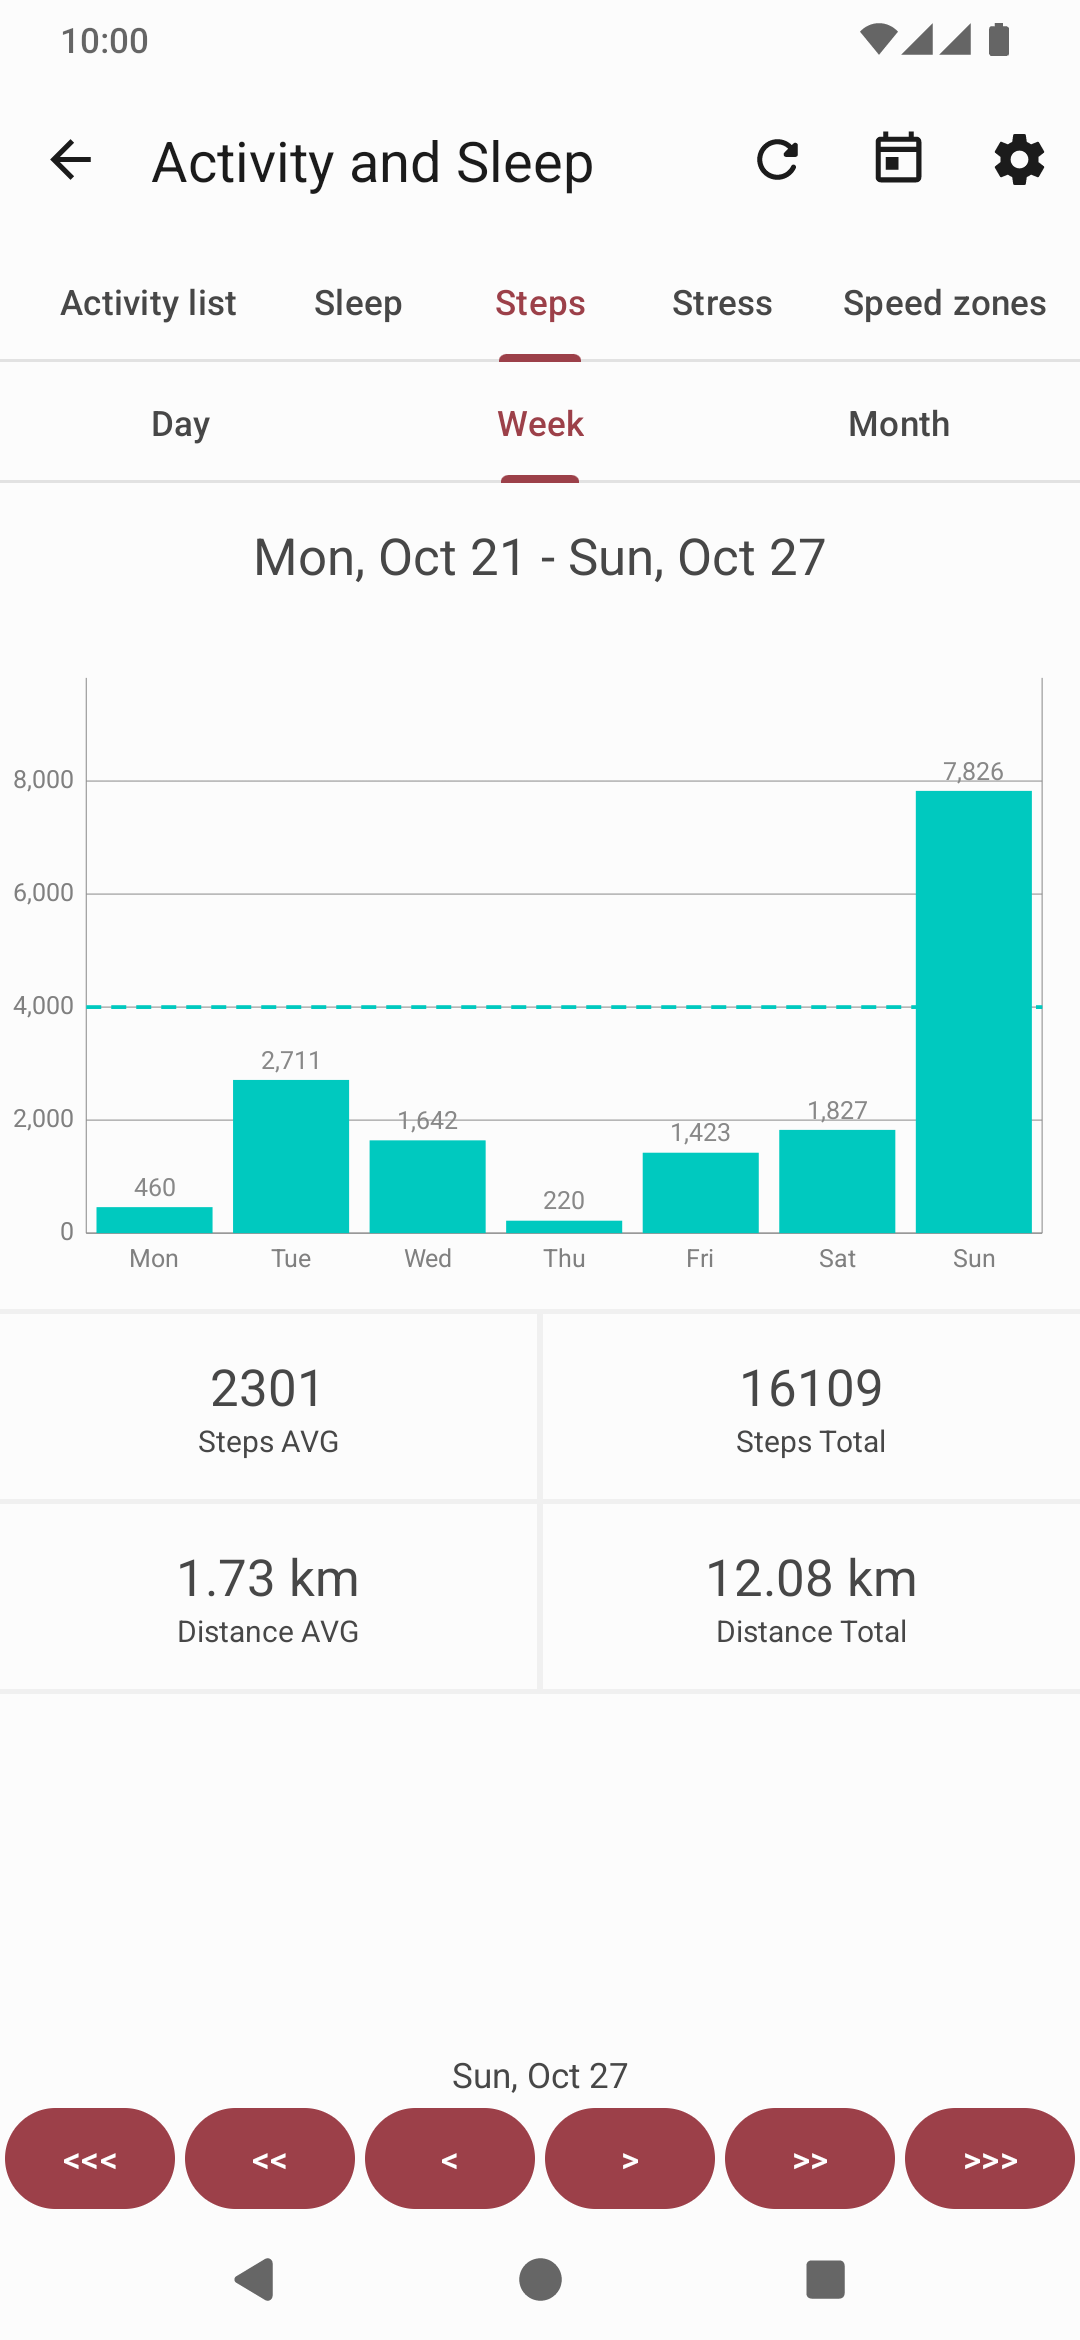 10:00
Activity and Sleep
Activity list Sleep Steps Stress Speed zones
Day Week Month
Mon, Oct 21 - Sun, Oct 27
8,000
6,000
4,000
2,000
0
460
2,711
1,642
220
1,423
1,827
7,826
Mon Tue Wed Thu Fri Sat Sun
2301
Steps AVG
16109
Steps Total
1.73 km
Distance AVG
12.08 km
Distance Total
Sun, Oct 27
<<< << < > >> >>>